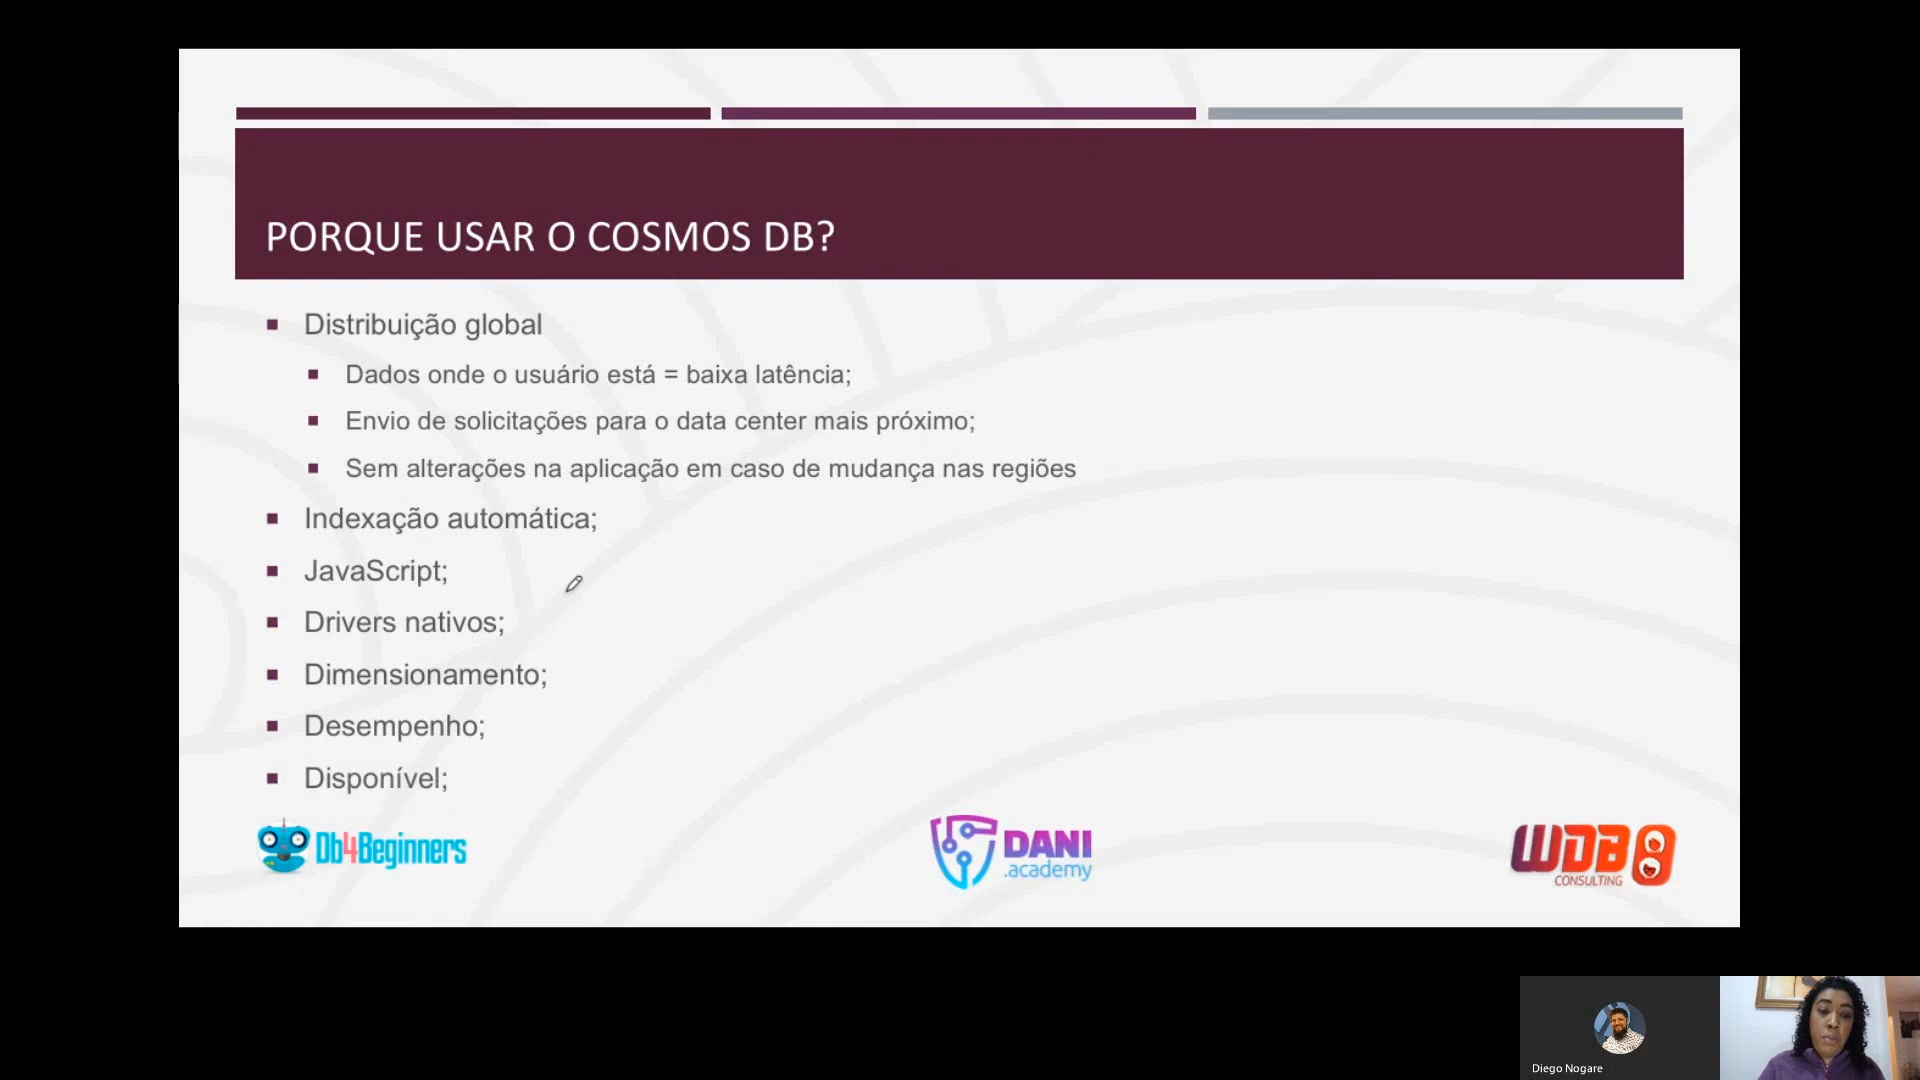 PORQUE USAR O COSMOS DB?
Distribuição global
Dados onde o usuário está = baixa latência;
Envio de solicitações para o data center mais próximo;
Sem alterações na aplicação em caso de mudança nas regiões
Indexação automática;
JavaScript;
Drivers nativos;
Dimensionamento;
Desempenho;
Disponível;
Db4Beginners
DANI
.academy
WDB
CONSULTING
Diego Nogare